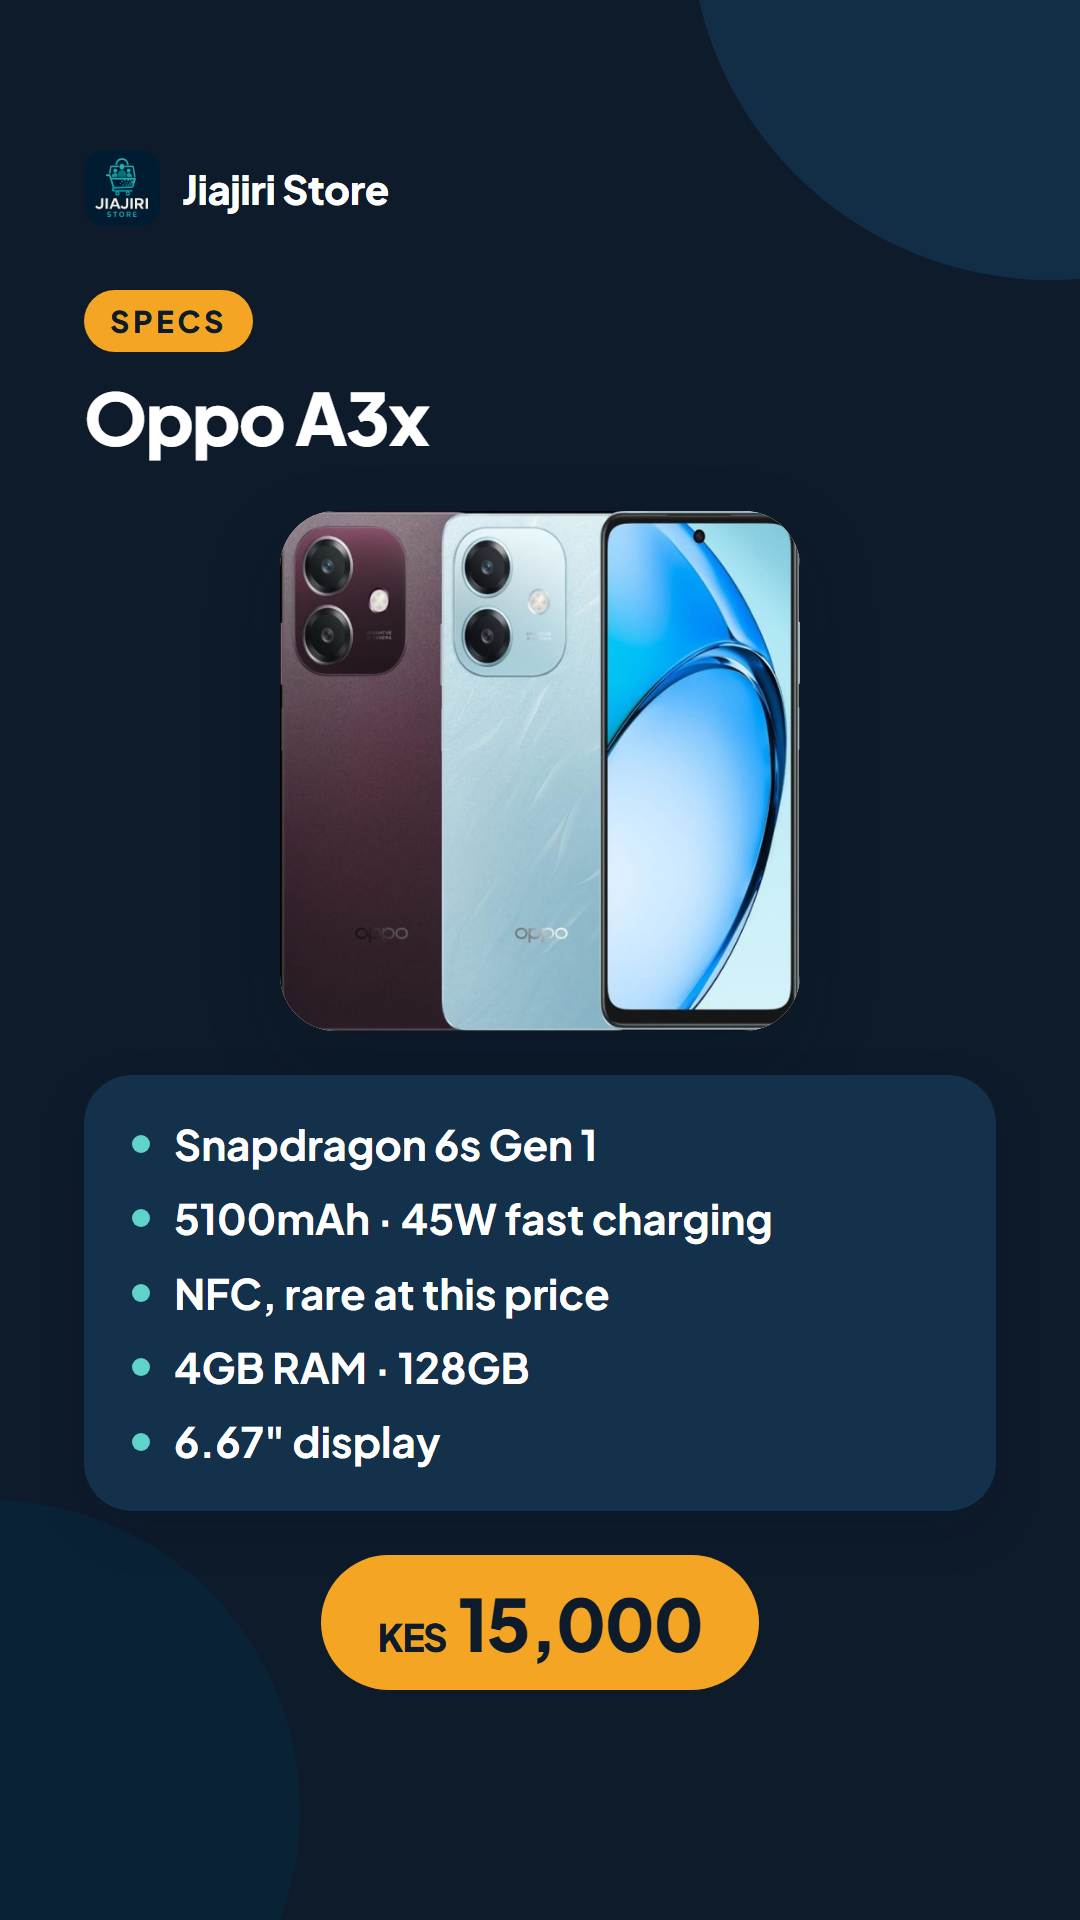 JIAJIRI
STORE
Jiajiri Store
SPECS
Oppo A3x
oppo
oppo
Snapdragon 6s Gen 1
5100mAh · 45W fast charging
NFC, rare at this price
4GB RAM · 128GB
6.67" display
KES 15,000